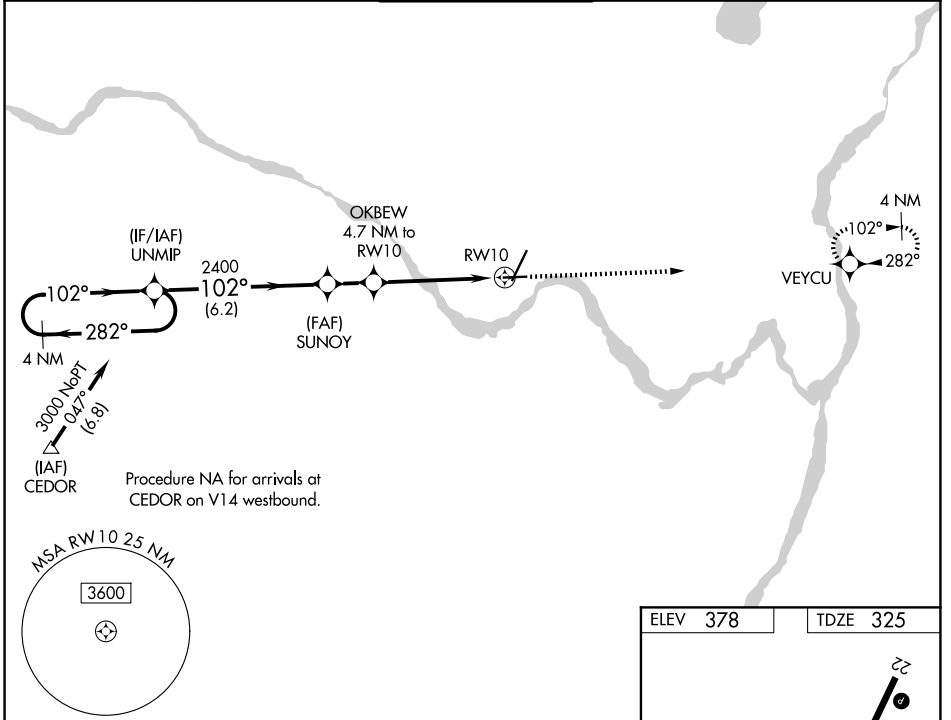 4 NM
102°
282°
VEYCU
OKBEW
4.7 NM to
RW10
RW10
(IF/IAF)
UNMIP
2400
102°
(6.2)
(FAF)
SUNOY
102°
282°
4 NM
3000 NoPT
047°
(6.8)
(IAF)
CEDOR
Procedure NA for arrivals at
CEDOR on V14 westbound.
MSA RW10 25 NM
3600
ELEV 378
TDZE 325
22
P